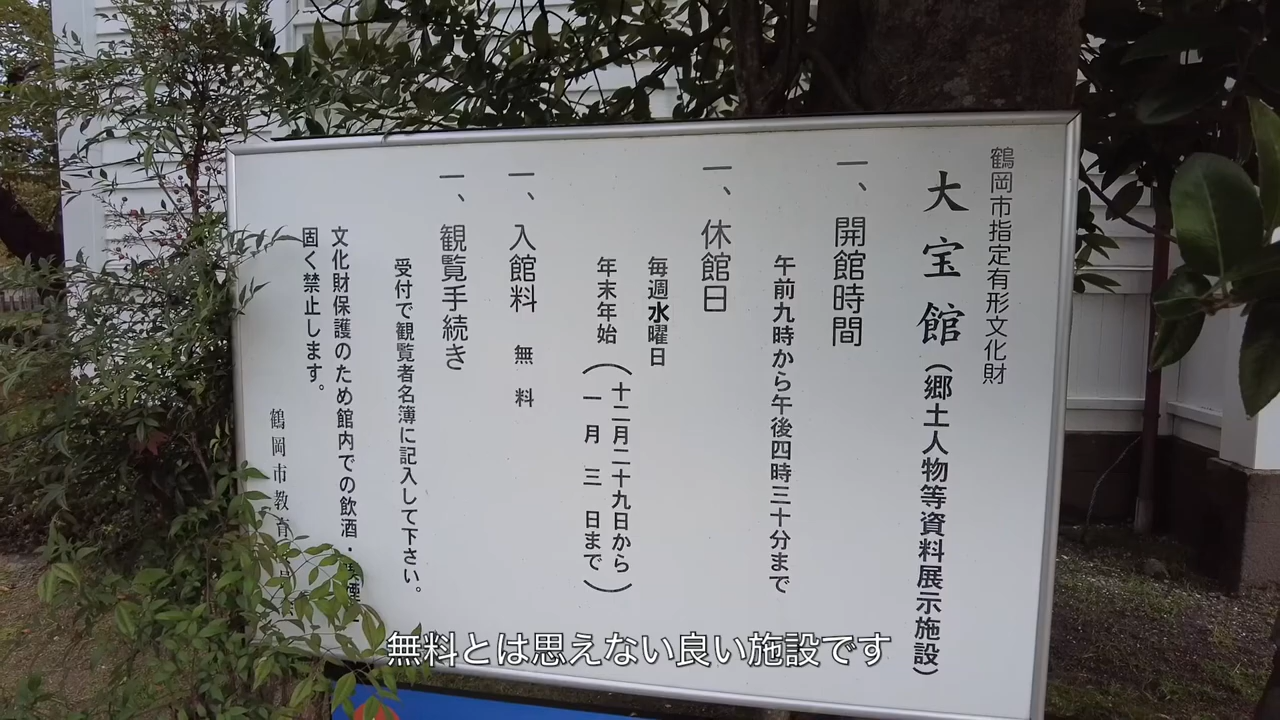 鶴岡市指定有形文化財
大宝館(郷土人物等資料展示施設)
一、開館時間
午前九時から午後四時三十分まで
一、休館日
毎週水曜日
年末年始(十二月二十九日から
一月三日まで)
一、入館料 無料
一、観覧手続き
受付で観覧者名簿に記入して下さい。
文化財保護のため館内での飲酒・喫煙
固く禁止します。
鶴岡市教育
無料とは思えない良い施設です